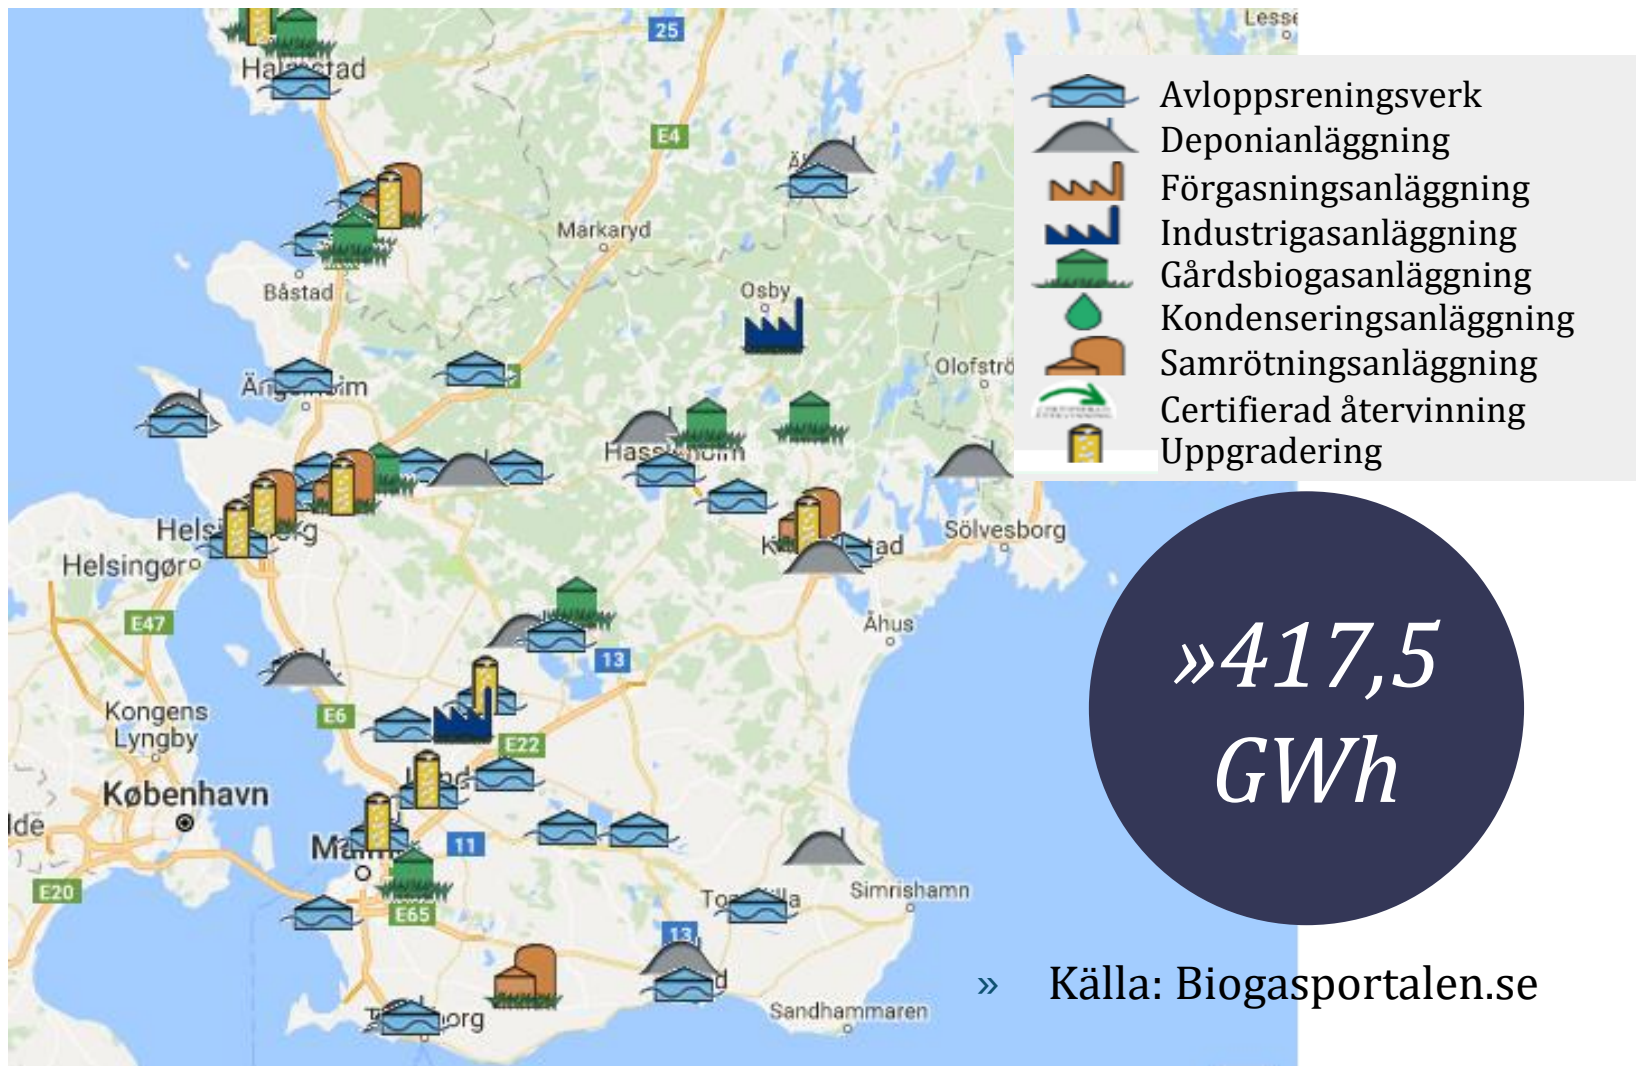 Lesse
25
Avloppsreningsverk
Deponianläggning
Förgasningsanläggning
Industrigasanläggning
Gårdsbiogasanläggning
Kondenseringsanläggning
Samrötningsanläggning
Certifierad återvinning
Uppgradering
E4
Markaryd
Båstad
Osby
Olofströ
Helsingør
Sölvesborg
E47
Åhus
13
Kongens
Lyngby
E6
E22
København
11
E20
E65
Simrishamn
13
Sandhammaren
»417,5
GWh
» Källa: Biogasportalen.se